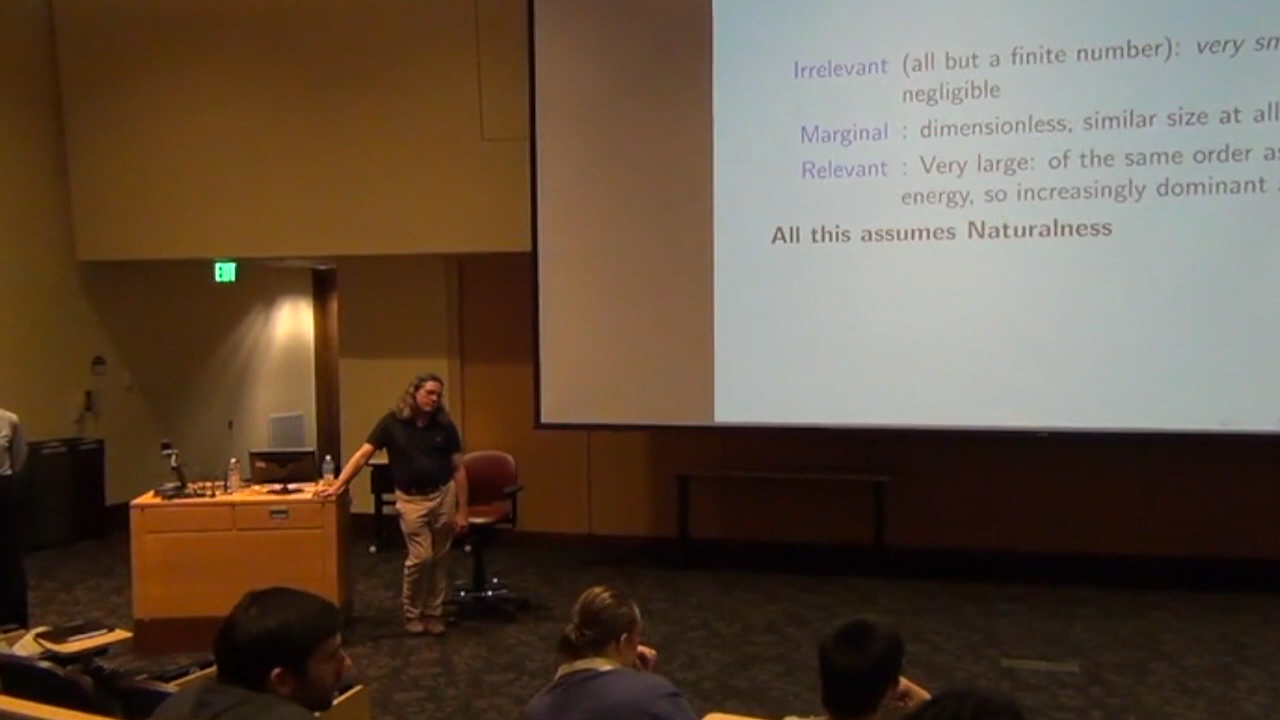 Irrelevant (all but a finite number): very sm
negligible
Marginal : dimensionless, similar size at all
Relevant : Very large: of the same order as
energy, so increasingly dominant
All this assumes Naturalness
EXIT